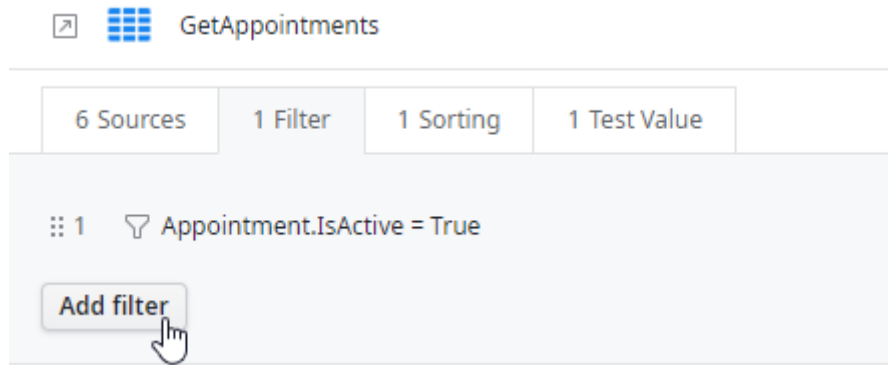 GetAppointments
6 Sources 1 Filter 1 Sorting 1 Test Value
1 Appointment.IsActive = True
Add filter